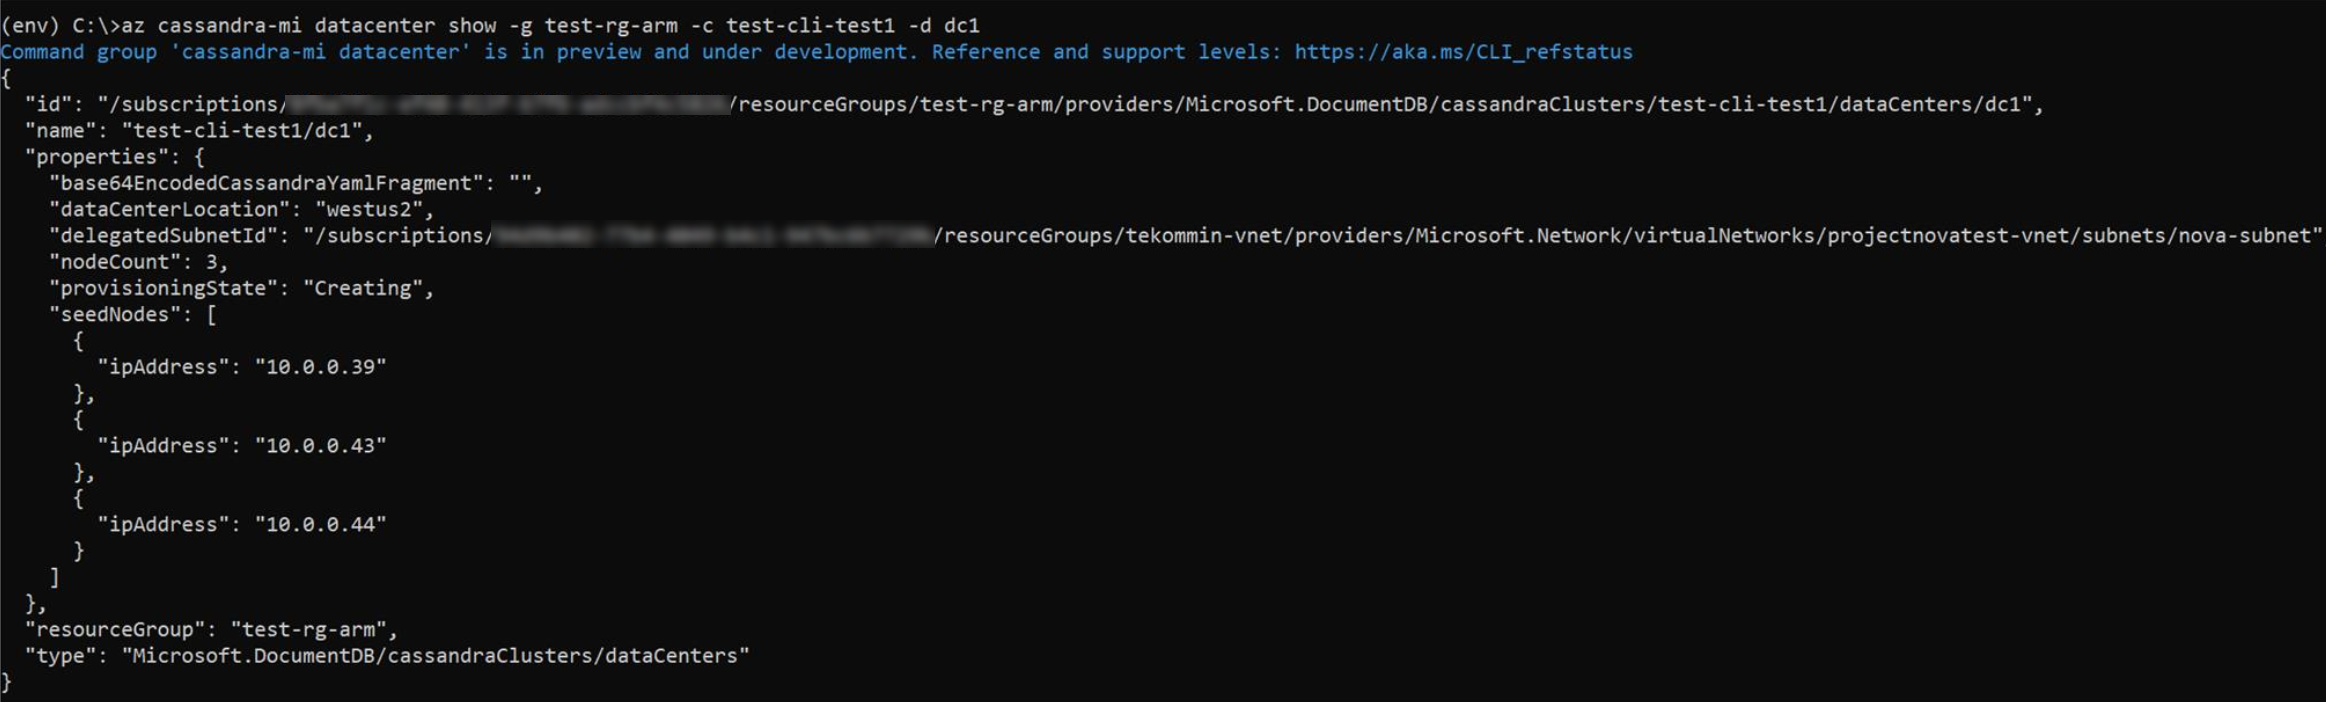 (env) C:\>az cassandra-mi datacenter show -g test-rg-arm -c test-cli-test1 -d dc1
Command group 'cassandra-mi datacenter' is in preview and under development. Reference and support levels: https://aka.ms/CLI_refstatus
{
  "id": "/subscriptions/ /resourceGroups/test-rg-arm/providers/Microsoft.DocumentDB/cassandraClusters/test-cli-test1/dataCenters/dc1",
  "name": "test-cli-test1/dc1",
  "properties": {
    "base64EncodedCassandraYamlFragment": "",
    "dataCenterLocation": "westus2",
    "delegatedSubnetId": "/subscriptions/ /resourceGroups/tekommin-vnet/providers/Microsoft.Network/virtualNetworks/projectnovatest-vnet/subnets/nova-subnet"
    "nodeCount": 3,
    "provisioningState": "Creating",
    "seedNodes": [
      {
        "ipAddress": "10.0.0.39"
      },
      {
        "ipAddress": "10.0.0.43"
      },
      {
        "ipAddress": "10.0.0.44"
      }
    ]
  },
  "resourceGroup": "test-rg-arm",
  "type": "Microsoft.DocumentDB/cassandraClusters/dataCenters"
}